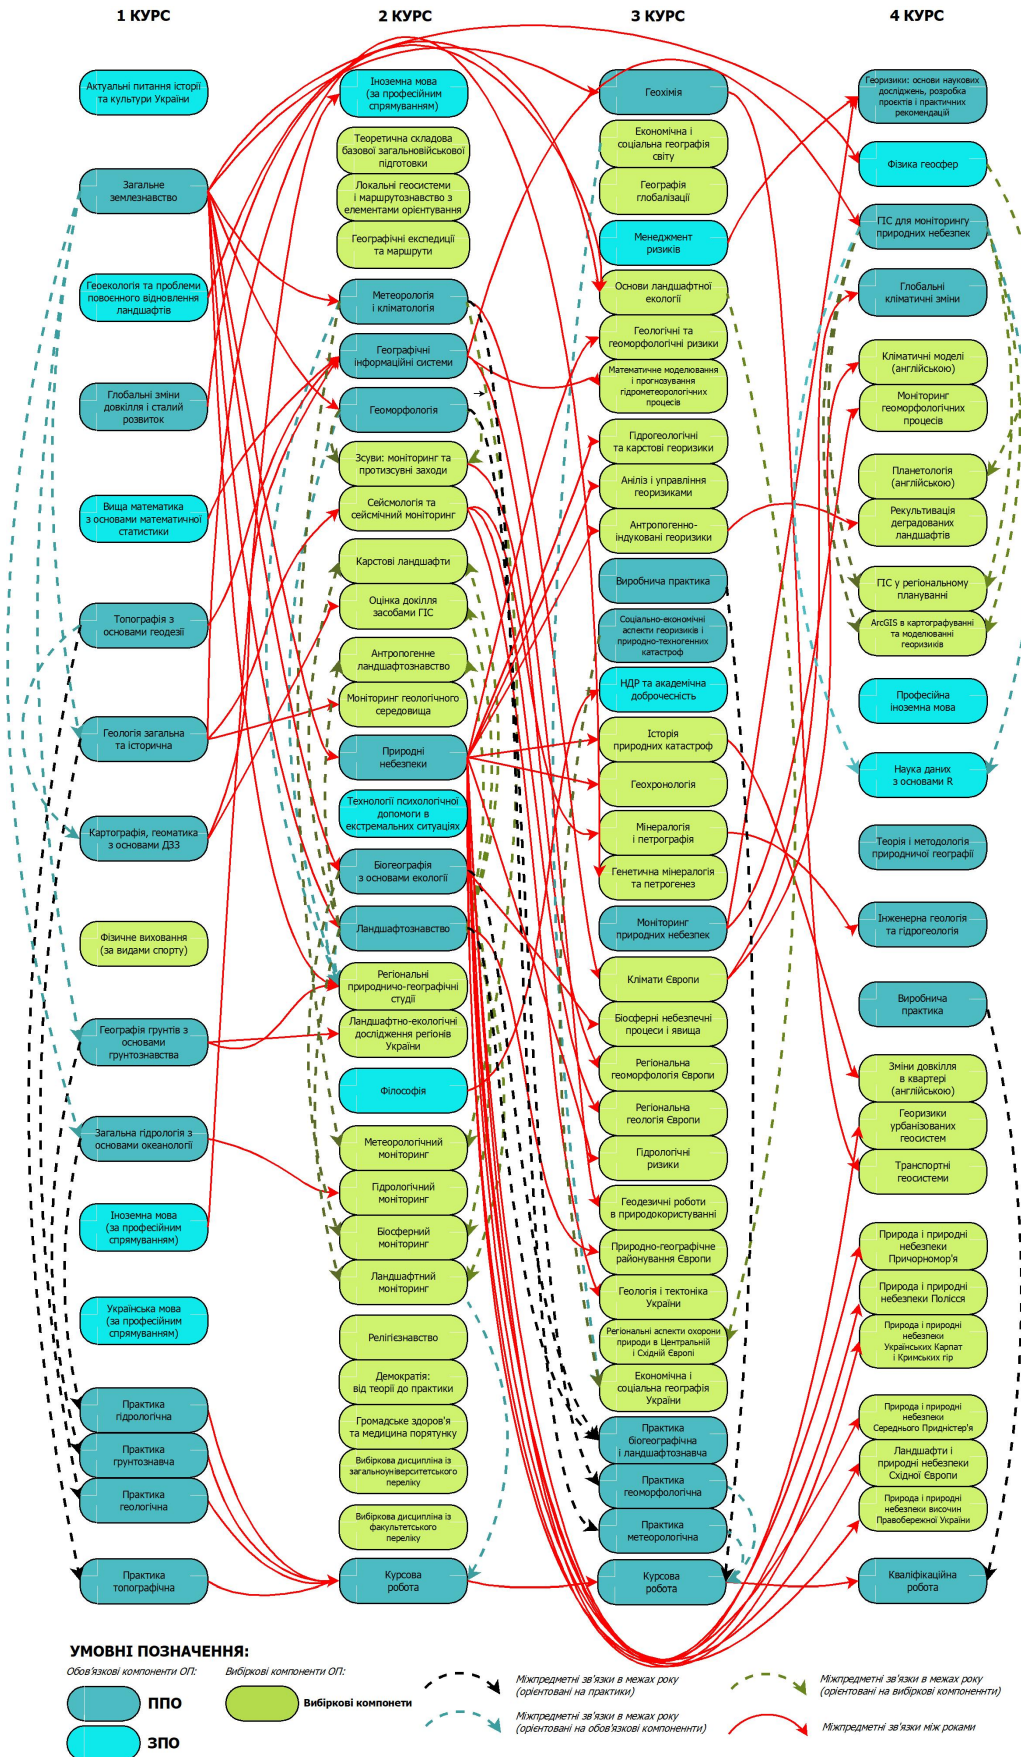 1 КУРС
2 КУРС
3 КУРС
4 КУРС
Актуальні питання історії
та культури України
Загальне
землезнавство
Геоекологія та проблеми
повоєнного відновлення
ландшафтів
Глобальні зміни
довкілля і сталий
розвиток
Вища математика
з основами математичної
статистики
Топографія з
основами геодезії
Геологія загальна
та історична
Картографія, геоматика
з основами ДЗЗ
Фізичне виховання
(за видами спорту)
Географія грунтів з
основами
грунтознавства
Загальна гідрологія з
основами океанології
Іноземна мова
(за професійним
спрямуванням)
Українська мова
(за професійним
спрямуванням)
Практика
гідрологічна
Практика
грунтознавча
Практика
геологічна
Практика
топографічна
Іноземна мова
(за професійним
спрямуванням)
Теоретична складова
базової загальновійськової
підготовки
Локальні геосистеми
і маршрутознавство з
елементами орієнтування
Географічні експедиції
та маршрути
Метеорологія
і кліматологія
Географічні
інформаційні системи
Геоморфологія
Зсуви: моніторинг та
протизсувні заходи
Сейсмологія та
сейсмічний моніторинг
Карстові ландшафти
Оцінка докілля
засобами ГІС
Антропогенне
ландшафтознавство
Моніторинг геологічного
середовища
Природні
небезпеки
Технології психологічної
допомоги в
екстремальних ситуаціях
Біогеографія
з основами екології
Ландшафтознавство
Регіональні
природничо-географічні
студії
Ландшафтно-екологічні
дослідження регіонів
України
Філософія
Метеорологічний
моніторинг
Гідрологічний
моніторинг
Біосферний
моніторинг
Ландшафтний
моніторинг
Релігієзнавство
Демократія:
від теорії до практики
Громадське здоров'я
та медицина порятунку
Вибіркова дисципліна із
загальноуніверситетського
переліку
Вибіркова дисципліна із
факультетського
переліку
Курсова
робота
Геохімія
Економічна і
соціальна географія
світу
Географія
глобалізації
Менеджмент
ризиків
Основи ландшафтної
екології
Геологічні та
геоморфологічні ризики
Математичне моделювання
і прогнозування
гідрометеорологічних
процесів
Гідрогеологічні
та карстові георизики
Аналіз і управління
георизиками
Антропогенно-
індуковані георизики
Виробнича практика
Соціально-економічні
аспекти георизиків і
природно-техногенних
катастроф
НДР та академічна
доброчесність
Історія
природних катастроф
Геохронологія
Мінералогія
і петрографія
Генетична мінералогія
та петрогенез
Моніторинг
природних небезпек
Клімати Європи
Біосферні небезпечні
процеси і явища
Регіональна
геоморфологія Європи
Регіональна
геологія Європи
Гідрологічні
ризики
Геодезичні роботи
в природокористуванні
Природно-географічне
районування Європи
Геологія і тектоніка
України
Регіональні аспекти охорони
природи в Центральній
і Східній Європі
Економічна і
соціальна географія
України
Практика
біогеографічна
і ландшафтознавча
Практика
геоморфологічна
Практика
метеорологічна
Курсова
робота
Георизики: основи наукових
досліджень, розробка
проєктів і практичних
рекомендацій
Фізика геосфер
ГІС для моніторингу
природних небезпек
Глобальні
кліматичні зміни
Кліматичні моделі
(англійською)
Моніторинг
геоморфологічних
процесів
Планетологія
(англійською)
Рекультивація
деградованих
ландшафтів
ГІС у регіональному
плануванні
ArcGIS в картографуванні
та моделюванні
георизиків
Професійна
іноземна мова
Наука даних
з основами R
Теорія і методологія
природничої географії
Інженерна геологія
та гідрогеологія
Виробнича
практика
Зміни довкілля
в квартері
(англійською)
Георизики
урбанізованих
геосистем
Транспортні
геосистеми
Природа і природні
небезпеки
Причорномор'я
Природа і природні
небезпеки Полісся
Природа і природні
небезпеки
Українських Карпат
і Кримських гір
Природа і природні
небезпеки
Середнього Придністер'я
Ландшафти і
природні небезпеки
Східної Європи
Природа і природні
небезпеки височин
Правобережної України
Кваліфікаційна
робота
УМОВНІ ПОЗНАЧЕННЯ:
Обов'язкові компоненти ОП:
ППО
ЗПО
Вибіркові компоненти ОП:
Вибіркові компонети
Міжпредметні зв'язки в межах року
(орієнтовані на практики)
Міжпредметні зв'язки в межах року
(орієнтовані на обов'язкові компоненнти)
Міжпредметні зв'язки в межах року
(орієнтовані на вибіркові компоненнти)
Міжпредметні зв'язки між роками